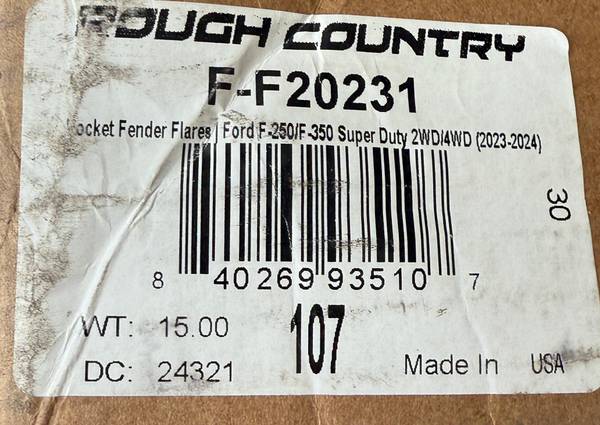 ROUGH COUNTRY
F-F20231
ocket Fender Flares | Ford F-250/F-350 Super Duty 2WD/4WD (2023-2024)
30
8 40269 93510 7
WT: 15.00
107
DC: 24321
Made In USA